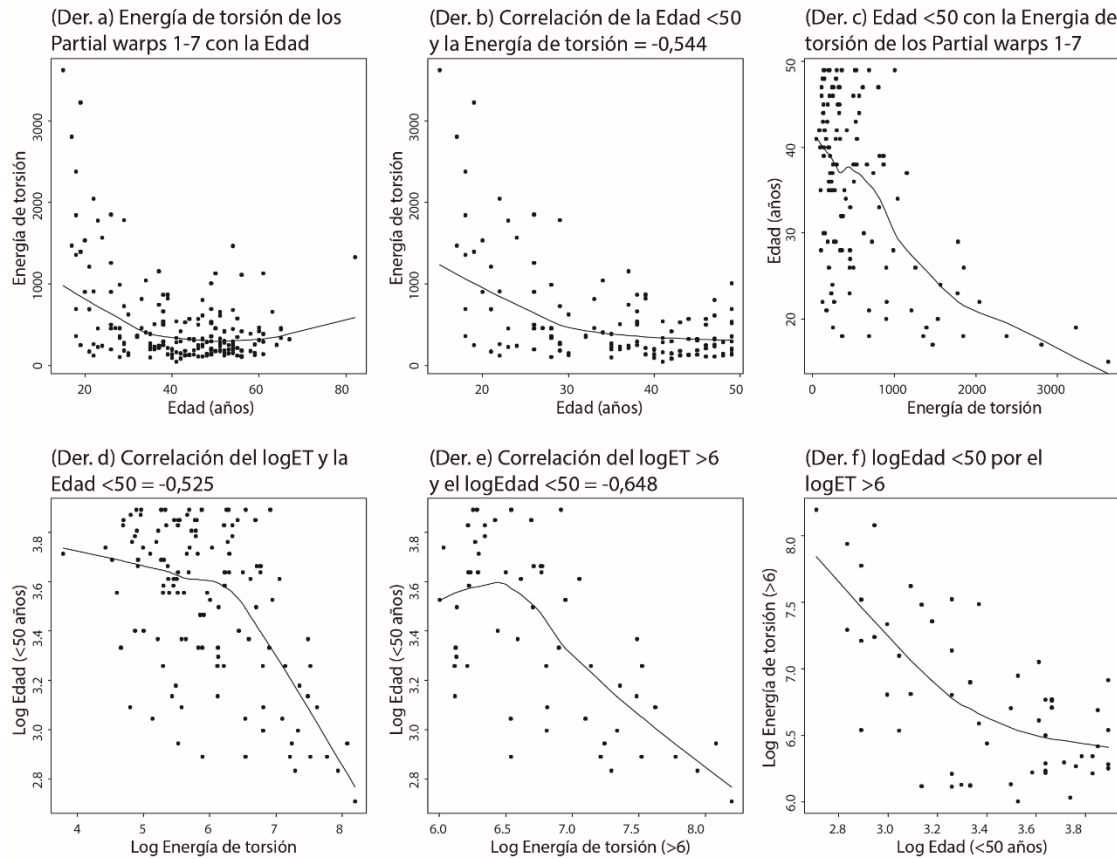 (Der. a) Energía de torsión de los
Partial warps 1-7 con la Edad
Energía de torsión
3000
2000
1000
0
20
40
60
80
Edad (años)
(Der. b) Correlación de la Edad <50
y la Energía de torsión = -0,544
Energía de torsión
3000
2000
1000
0
20
30
40
50
Edad (años)
(Der. c) Edad <50 con la Energia de
torsión de los Partial warps 1-7
Edad (años)
50
40
30
20
0
1000
2000
3000
Energía de torsión
(Der. d) Correlación del logET y la
Edad <50 = -0,525
Log Edad (<50 años)
3.8
3.6
3.4
3.2
3.0
2.8
4
5
6
7
8
Log Energía de torsión
(Der. e) Correlación del logET >6
y el logEdad <50 = -0,648
Log Edad (<50 años)
3.8
3.6
3.4
3.2
3.0
2.8
6.0
6.5
7.0
7.5
8.0
Log Energía de torsión (>6)
(Der. f) logEdad <50 por el
logET >6
Log Energía de torsión (>6)
8.0
7.5
7.0
6.5
6.0
2.8
3.0
3.2
3.4
3.6
3.8
Log Edad (<50 años)